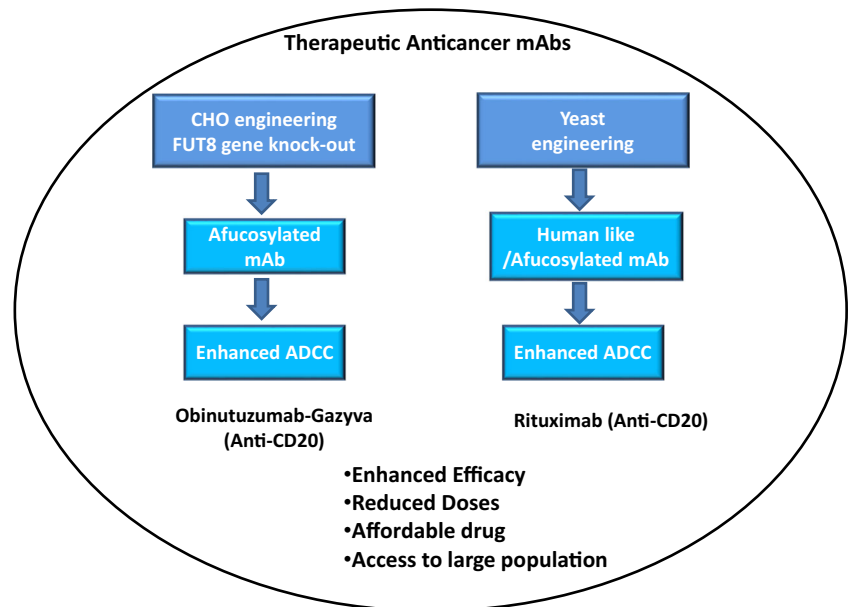 Therapeutic Anticancer mAbs
CHO engineering
FUT8 gene knock-out
Afucosylated
mAb
Enhanced ADCC
Obinutuzumab-Gazyva
(Anti-CD20)
Yeast
engineering
Human like
/Afucosylated mAb
Enhanced ADCC
Rituximab (Anti-CD20)
•Enhanced Efficacy
•Reduced Doses
•Affordable drug
•Access to large population